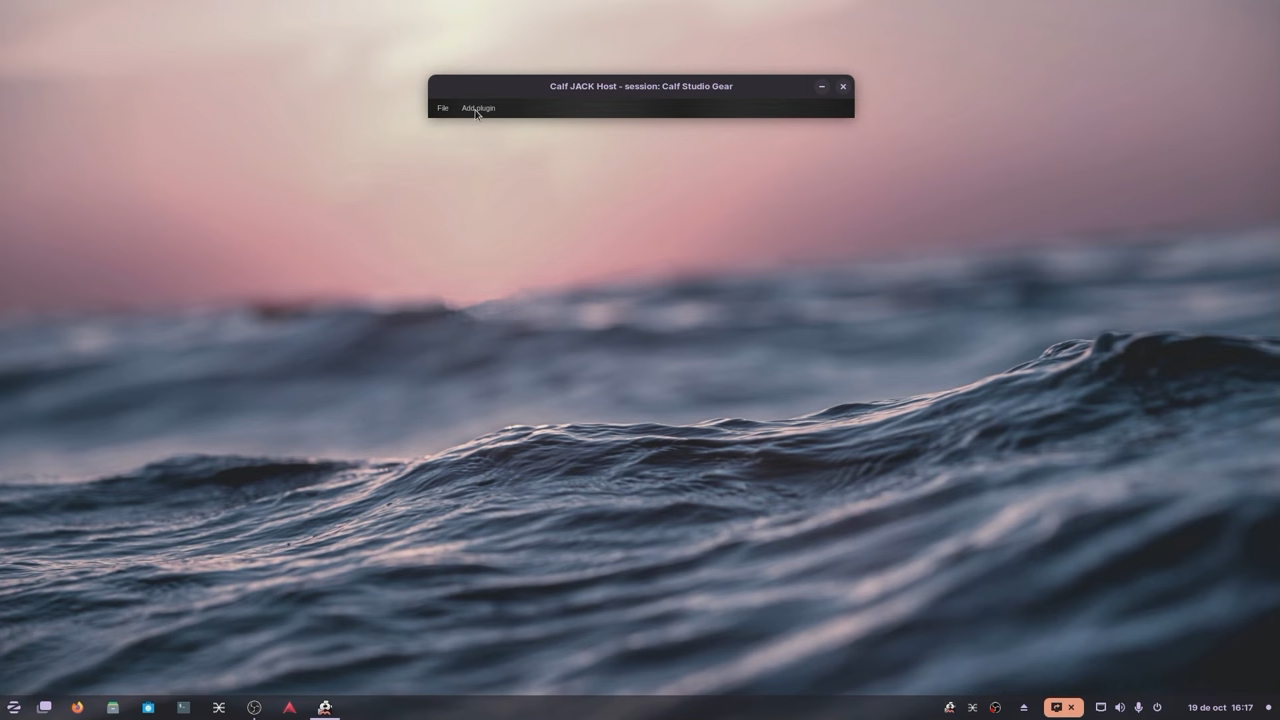 Calf JACK Host - session: Calf Studio Gear
File Add plugin
19 de oct 16:17